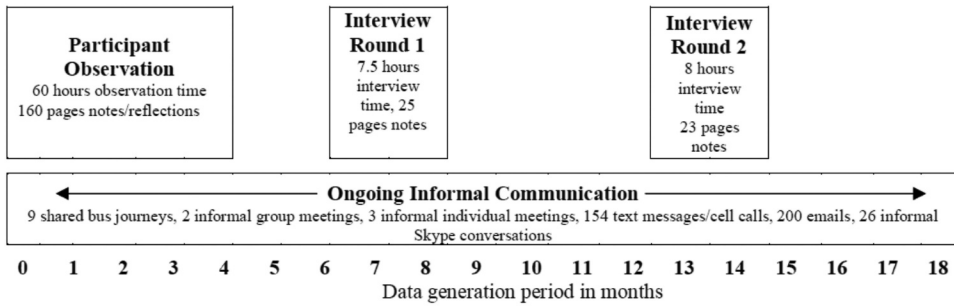 Participant
Observation
60 hours observation time
160 pages notes/reflections
Interview
Round 1
7.5 hours
interview
time, 25
pages notes
Interview
Round 2
8 hours
interview
time
23 pages
notes
Ongoing Informal Communication
9 shared bus journeys, 2 informal group meetings, 3 informal individual meetings, 154 text messages/cell calls, 200 emails, 26 informal
Skype conversations
0 1 2 3 4 5 6 7 8 9 10 11 12 13 14 15 16 17 18
Data generation period in months